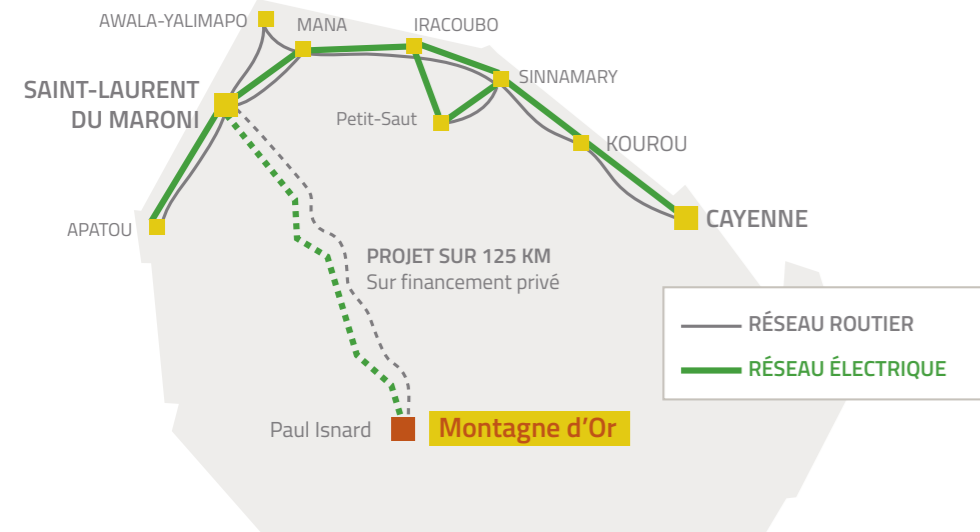 AWALA-YALIMAPO
MANA
IRACOUBO
SINNAMARY
SAINT-LAURENT
DU MARONI
Petit-Saut
KOUROU
CAYENNE
APATOU
PROJET SUR 125 KM
Sur financement privé
RÉSEAU ROUTIER
RÉSEAU ÉLECTRIQUE
Paul Isnard
Montagne d’Or